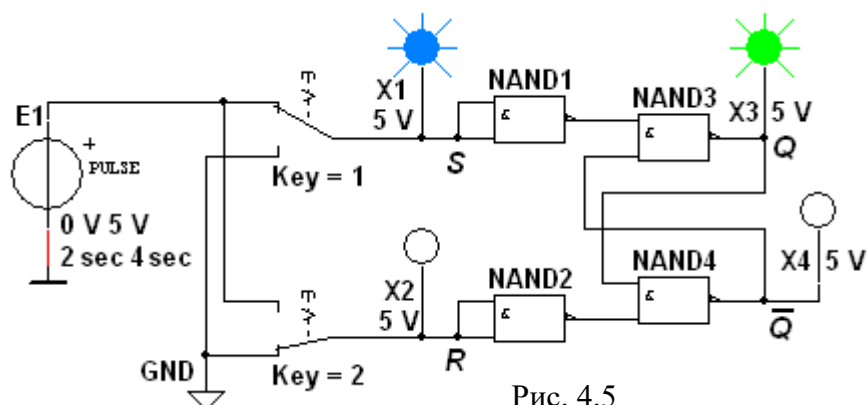 E1
+
PULSE
0 V 5 V
2 sec 4 sec
Key = 1
X1
5 V
S
NAND1
&
NAND3
&
X3 5 V
Q
GND
Key = 2
X2
5 V
R
NAND2
&
NAND4
&
X4 5 V
Q̅
Рис. 4.5